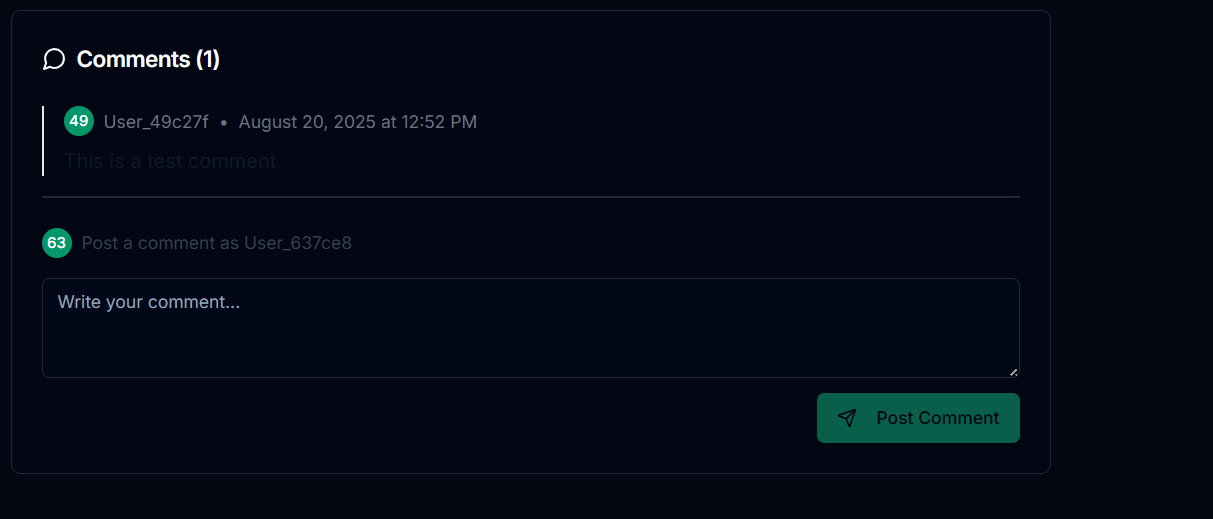 Comments (1)
49 User_49c27f • August 20, 2025 at 12:52 PM
This is a test comment
63 Post a comment as User_637ce8
Write your comment...
Post Comment